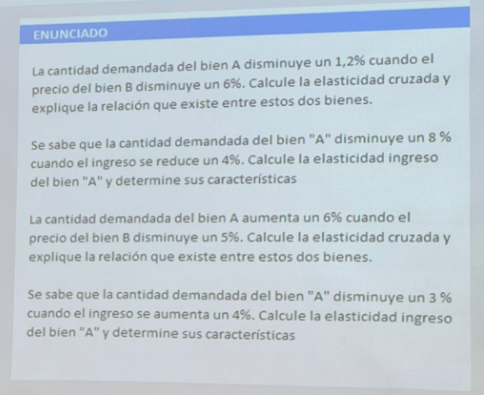 ENUNCIADO
La cantidad demandada del bien A disminuye un 1,2% cuando el
precio del bien B disminuye un 6%. Calcule la elasticidad cruzada y
explique la relación que existe entre estos dos bienes.
Se sabe que la cantidad demandada del bien "A" disminuye un 8 %
cuando el ingreso se reduce un 4%. Calcule la elasticidad ingreso
del bien "A" y determine sus características
La cantidad demandada del bien A aumenta un 6% cuando el
precio del bien B disminuye un 5%. Calcule la elasticidad cruzada y
explique la relación que existe entre estos dos bienes.
Se sabe que la cantidad demandada del bien "A" disminuye un 3 %
cuando el ingreso se aumenta un 4%. Calcule la elasticidad ingreso
del bien "A" y determine sus características